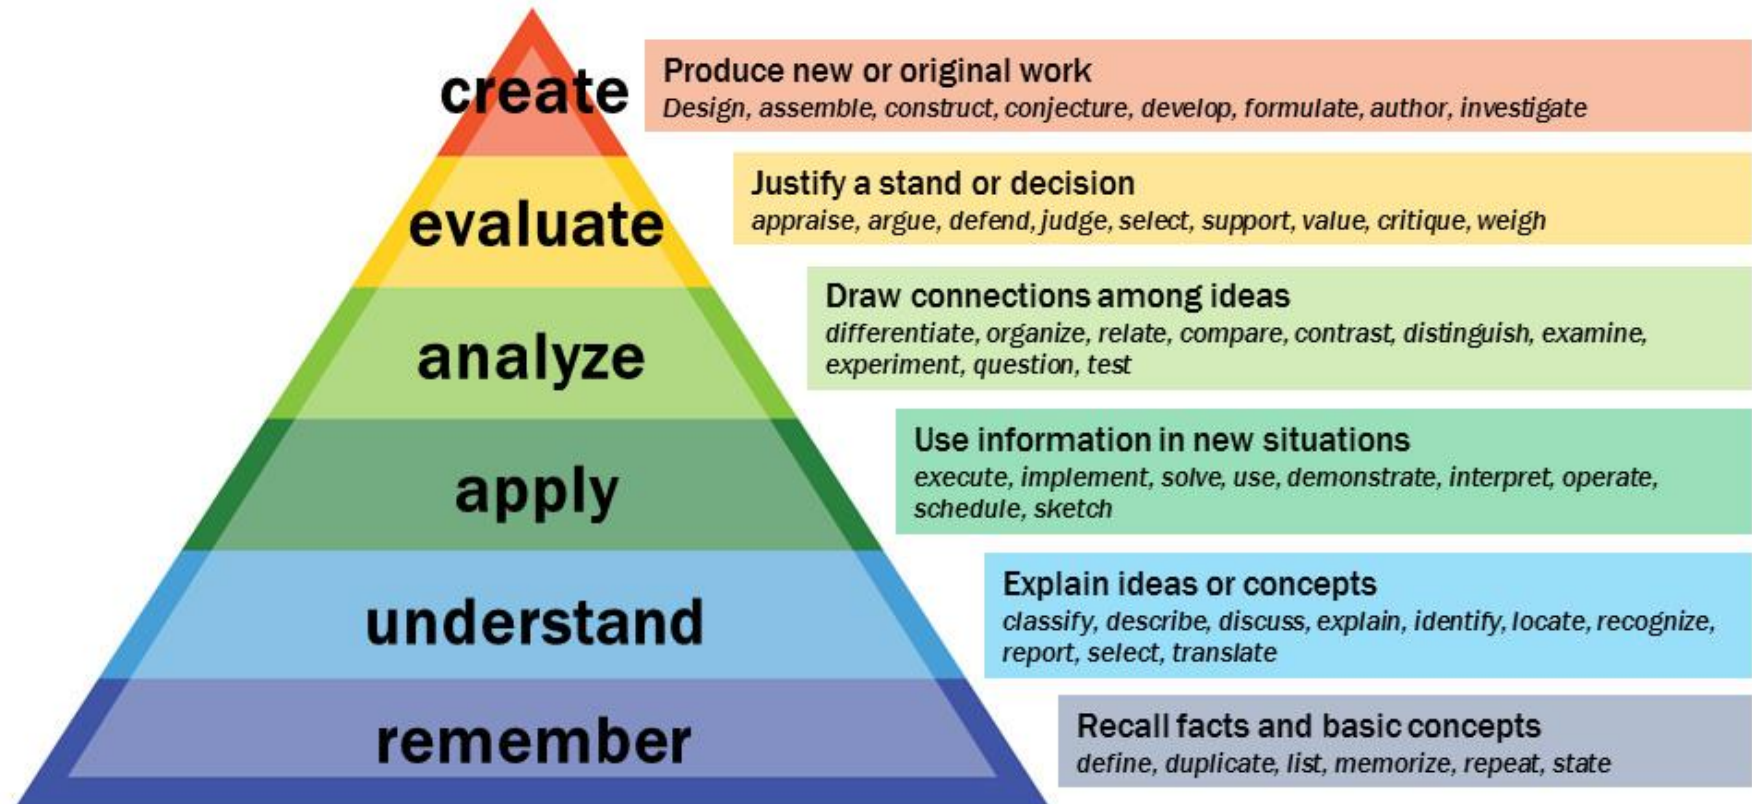 create
Produce new or original work
Design, assemble, construct, conjecture, develop, formulate, author, investigate
evaluate
Justify a stand or decision
appraise, argue, defend, judge, select, support, value, critique, weigh
analyze
Draw connections among ideas
differentiate, organize, relate, compare, contrast, distinguish, examine,
experiment, question, test
apply
Use information in new situations
execute, implement, solve, use, demonstrate, interpret, operate,
schedule, sketch
understand
Explain ideas or concepts
classify, describe, discuss, explain, identify, locate, recognize,
report, select, translate
remember
Recall facts and basic concepts
define, duplicate, list, memorize, repeat, state